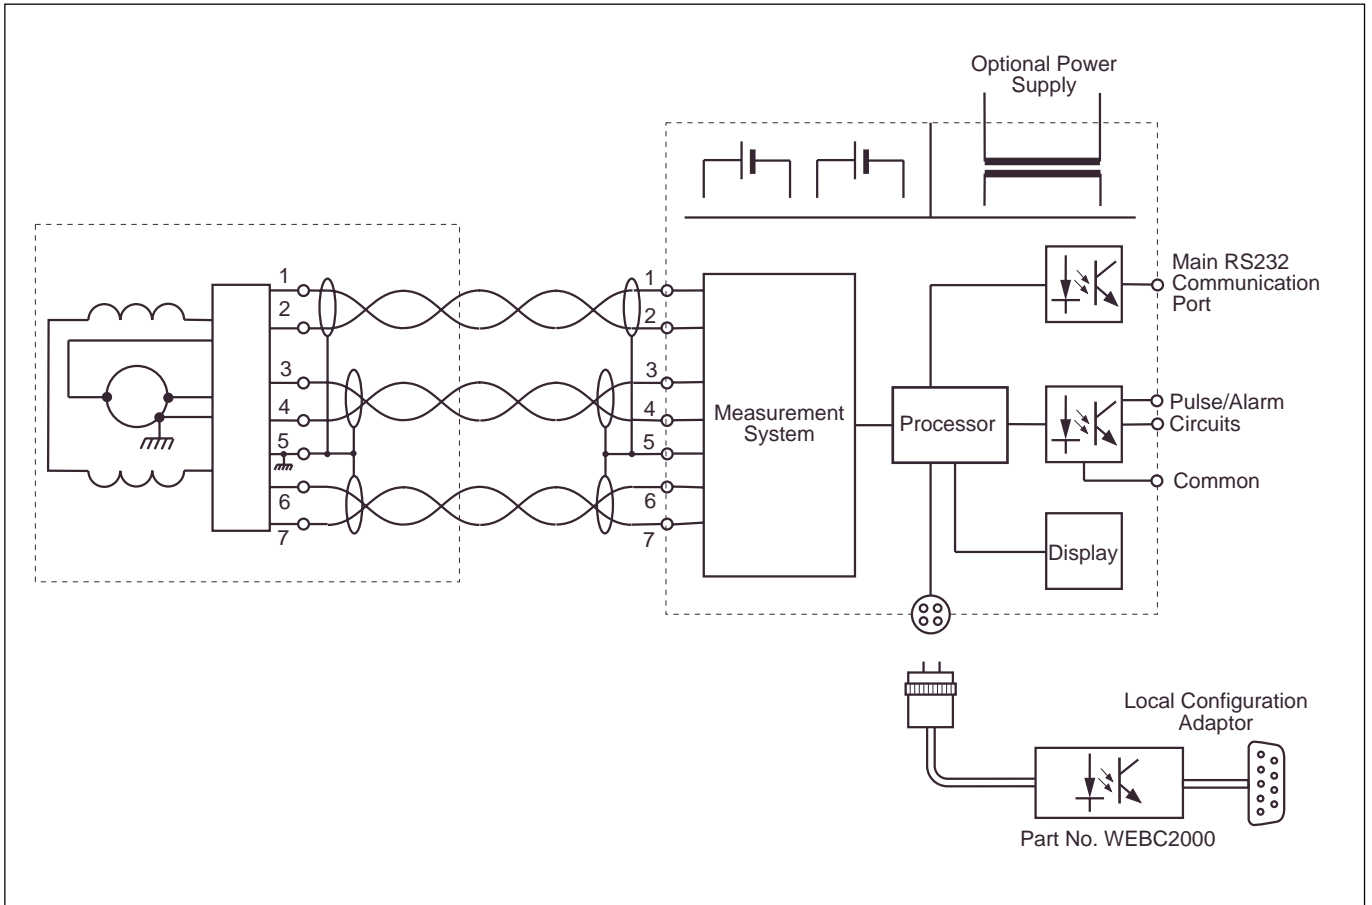 Optional Power
Supply
1
2
3
4
5
6
7
1
2
3
4
5
6
7
Measurement
System
Processor
Main RS232
Communication
Port
Pulse/Alarm
Circuits
Common
Display
Local Configuration
Adaptor
Part No. WEBC2000